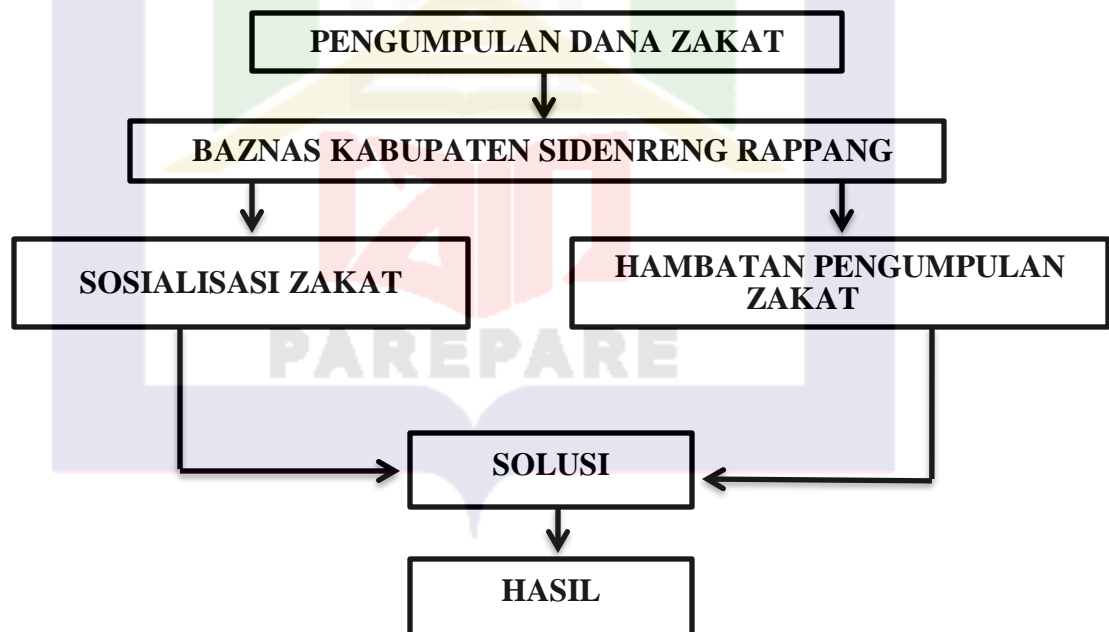 PENGUMPULAN DANA ZAKAT
BAZNAS KABUPATEN SIDENRENG RAPPANG
SOSIALISASI ZAKAT
HAMBATAN PENGUMPULAN
ZAKAT
PAREPARE
SOLUSI
HASIL